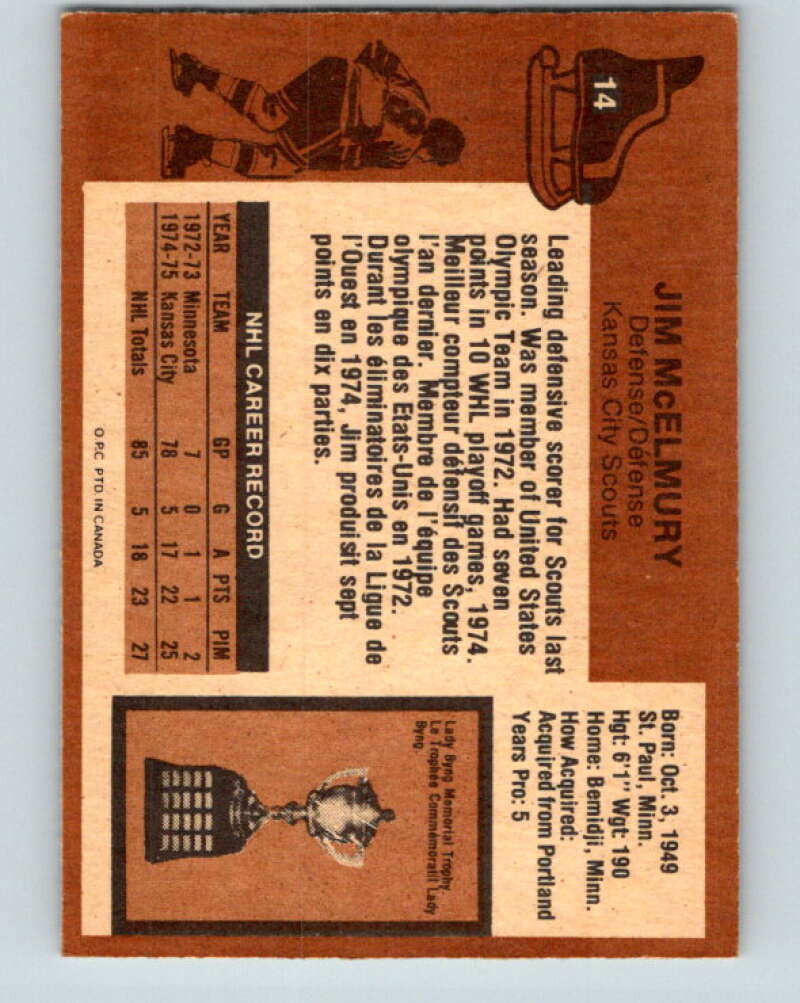 14
JIM McELMURY
Defense/Défense
Kansas City Scouts
Born: Oct. 3, 1949
St. Paul, Minn.
Hgt: 6'1" Wgt: 190
Home: Bemidji, Minn.
How Acquired:
Acquired from Portland
Years Pro: 5
Leading defensive scorer for Scouts last
season. Was member of United States
Olympic Team in 1972. Had seven
points in 10 WHL playoff games, 1974.
Meilleur compteur défensif des Scouts
l'an dernier. Membre de l'équipe
olympique des Etats-Unis en 1972.
Durant les éliminatoires de la Ligue de
l'Ouest en 1974, Jim produisit sept
points en dix parties.
NHL CAREER RECORD
YEAR TEAM GP G A PTS PIM
1972-73 Minnesota 7 0 1 1 2
1974-75 Kansas City 78 5 17 22 25
NHL Totals 85 5 18 23 27
Lady Byng Memorial Trophy
Le Trophée Commémoratif Lady
Byng
O.P.C. PTD. IN CANADA